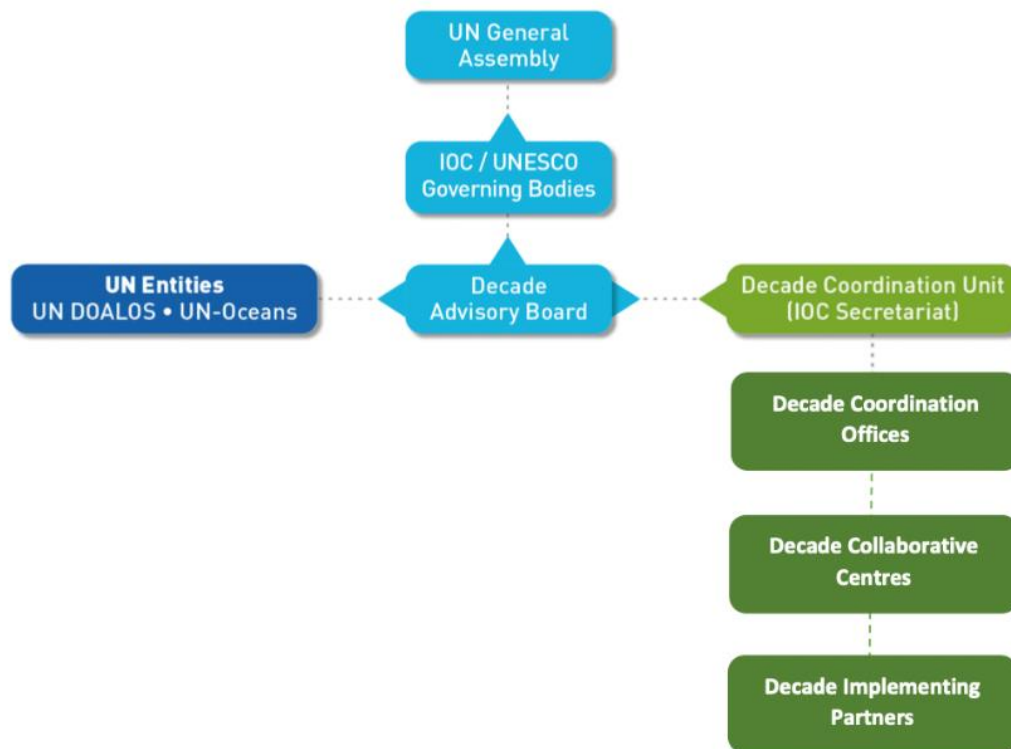 UN General
Assembly
IOC / UNESCO
Governing Bodies
UN Entities
UN DOALOS • UN-Oceans
Decade
Advisory Board
Decade Coordination Unit
(IOC Secretariat)
Decade Coordination
Offices
Decade Collaborative
Centres
Decade Implementing
Partners